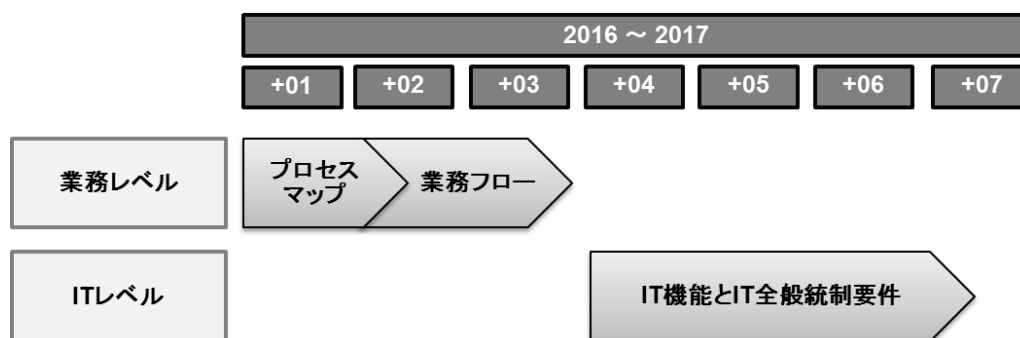 2016 ～ 2017
+01 +02 +03 +04 +05 +06 +07
業務レベル
プロセス
マップ
業務フロー
ITレベル
IT機能とIT全般統制要件